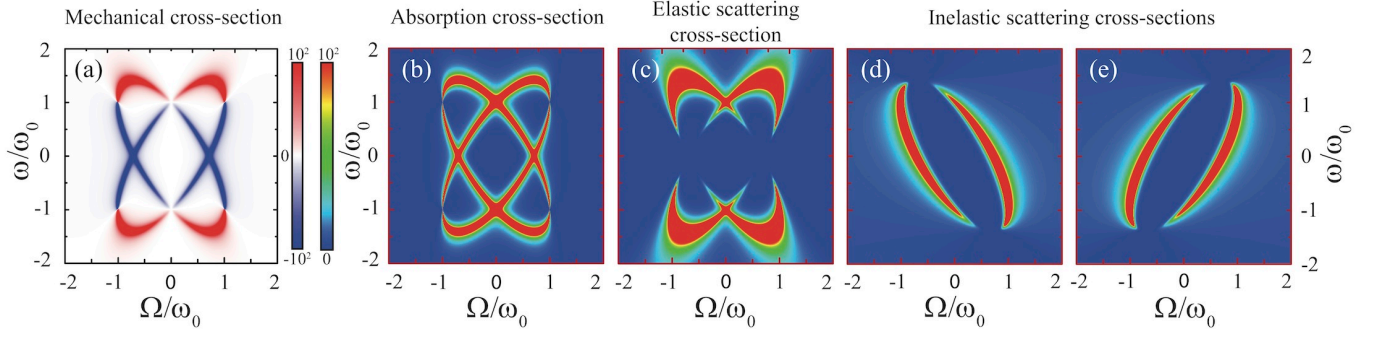 Mechanical cross-section
Absorption cross-section
Elastic scattering
cross-section
Inelastic scattering cross-sections
(a)
(b)
(c)
(d)
(e)
10² 10²
0
-10² 0
ω/ω₀
2
1
0
-1
-2
-2 -1 0 1 2
Ω/ω₀
ω/ω₀
2
1
0
-1
-2
-2 -1 0 1 2
Ω/ω₀
-2 -1 0 1 2
Ω/ω₀
-2 -1 0 1 2
Ω/ω₀
-2 -1 0 1 2
Ω/ω₀
2
1
0
-1
-2
ω/ω₀